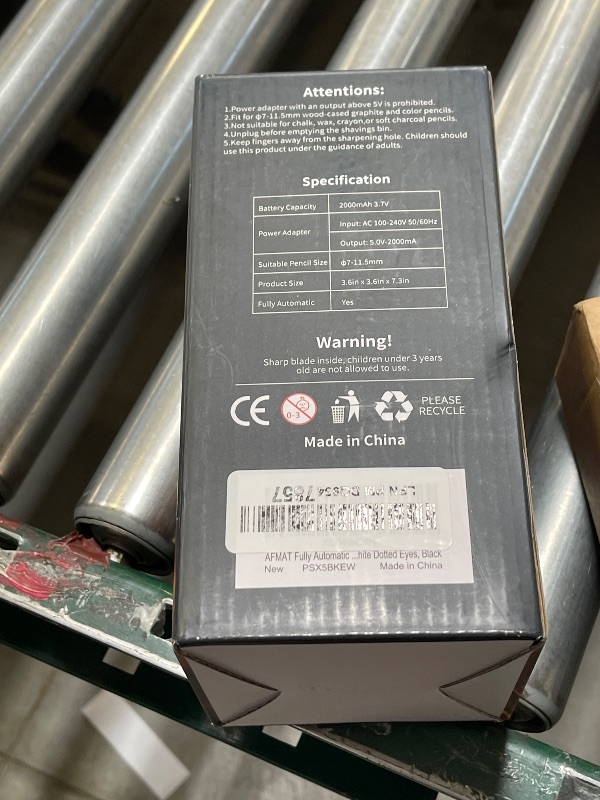 Attentions:
1.Power adapter with an output above 5V is prohibited.
2.Fit for φ7-11.5mm wood-cased graphite and color pencils.
3.Not suitable for chalk, wax, crayon,or soft charcoal pencils.
4.Unplug before emptying the shavings bin.
5.Keep fingers away from the sharpening hole. Children should
use this product under the guidance of adults.
Specification
Battery Capacity 2000mAh 3.7V
Power Adapter Input: AC 100-240V 50/60Hz
Output: 5.0V-2000mA
Suitable Pencil Size φ7-11.5mm
Product Size 3.6in x 3.6in x 7.3in
Fully Automatic Yes
Warning!
Sharp blade inside, children under 3 years
old are not allowed to use.
CE 0-3 PLEASE
RECYCLE
Made in China
AFMAT Fully Automatic ...hite Dotted Eyes, Black
New PSX5BKEW Made in China